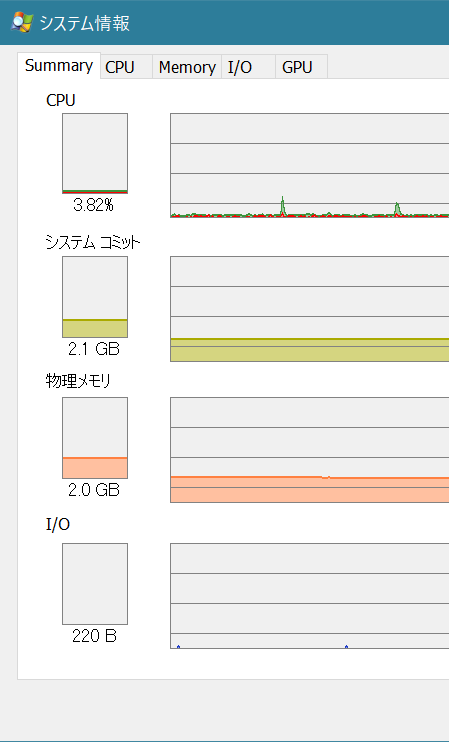 システム情報
Summary CPU Memory I/O GPU
CPU
3.82%
システム コミット
2.1 GB
物理メモリ
2.0 GB
I/O
220 B